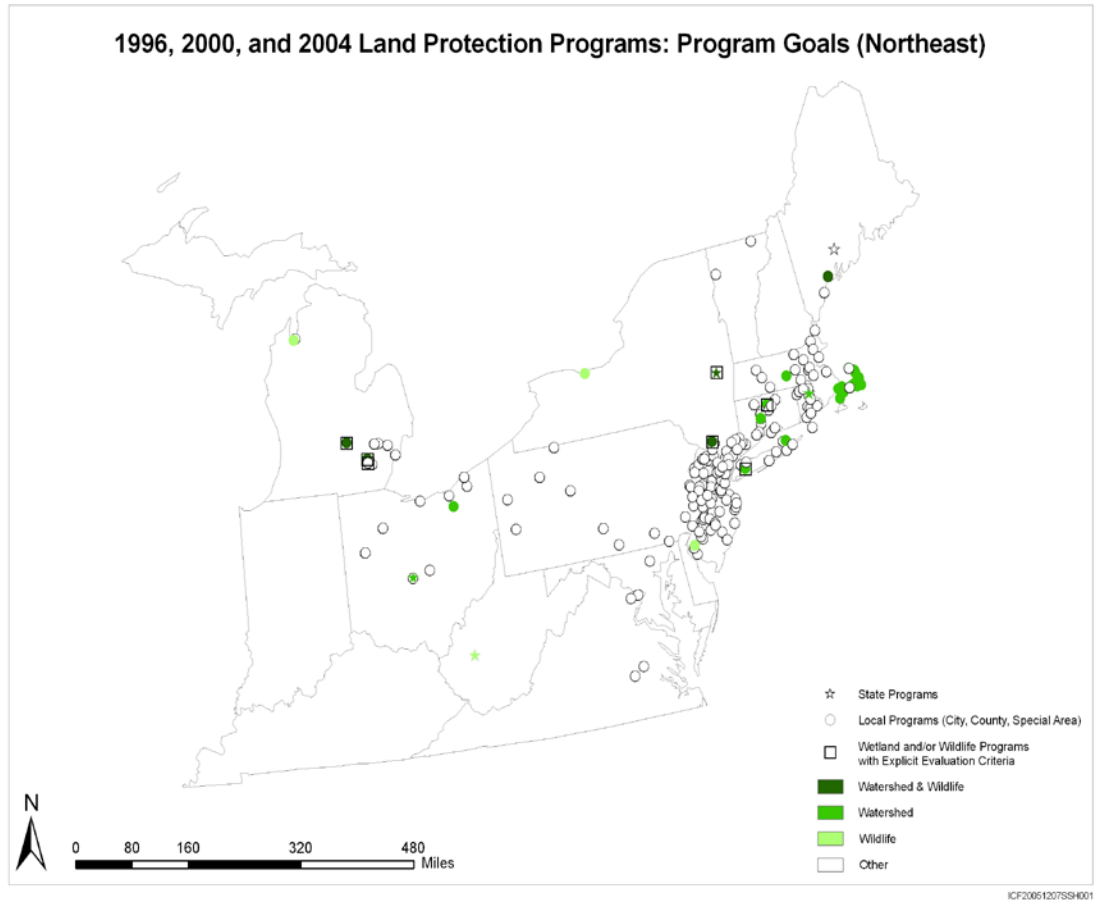 1996, 2000, and 2004 Land Protection Programs: Program Goals (Northeast)
State Programs
Local Programs (City, County, Special Area)
Wetland and/or Wildlife Programs
with Explicit Evaluation Criteria
Watershed & Wildlife
Watershed
Wildlife
Other
N
0 80 160 320 480
Miles
ICF20051207SSH001